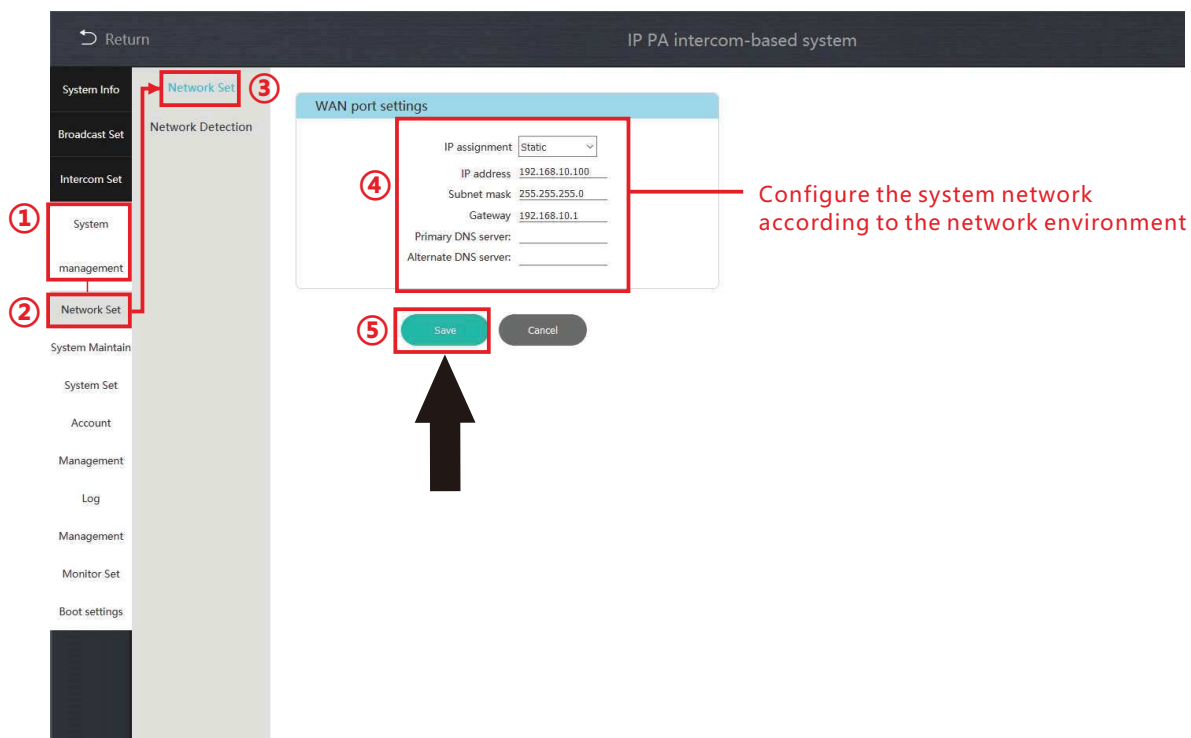 Return
IP PA intercom-based system
System Info
Broadcast Set
Intercom Set
①
System
management
②
Network Set
System Maintain
System Set
Account
Management
Log
Management
Monitor Set
Boot settings
Network Set
③
Network Detection
WAN port settings
④
IP assignment Static
IP address 192.168.10.100
Subnet mask 255.255.255.0
Gateway 192.168.10.1
Primary DNS server:
Alternate DNS server:
Configure the system network
according to the network environment
⑤
Save
Cancel